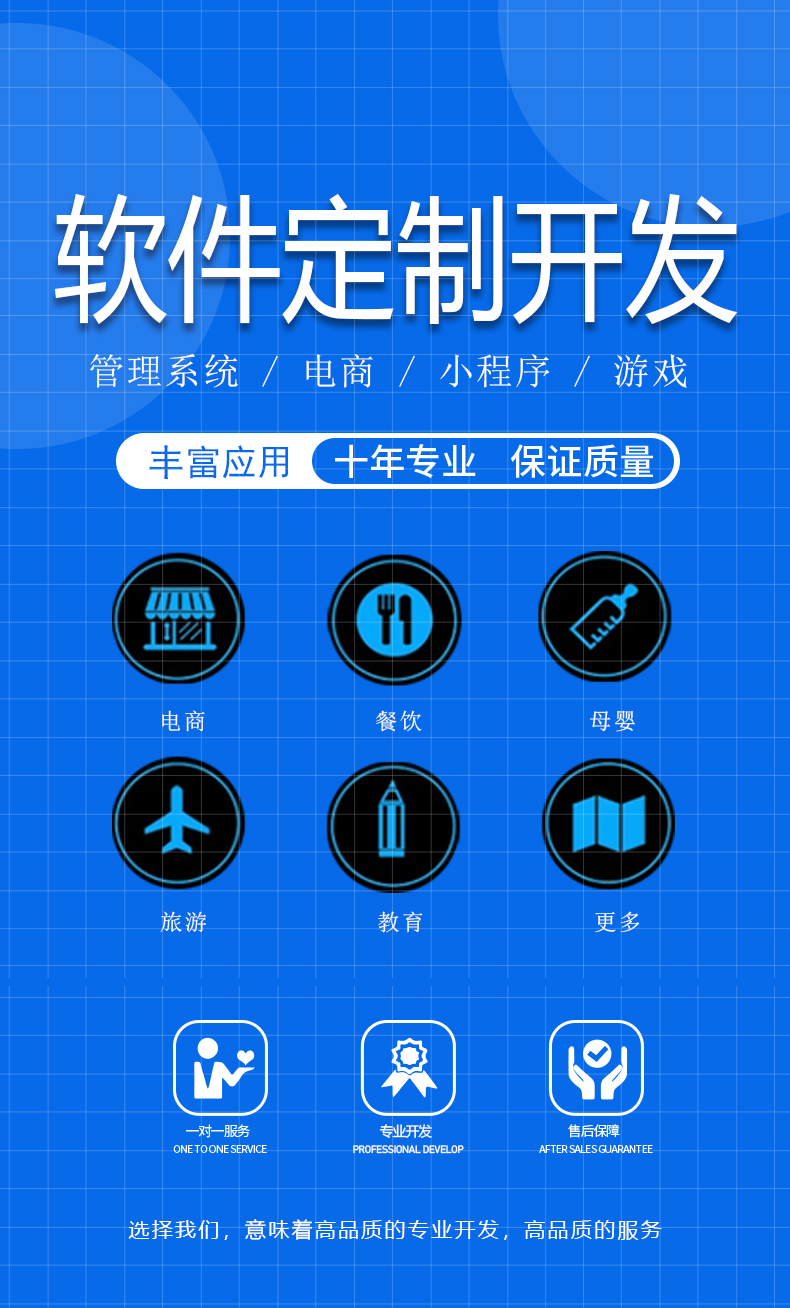 软件定制开发
管理系统 / 电商 / 小程序 / 游戏
丰富应用 十年专业 保证质量
电商 餐饮 母婴
旅游 教育 更多
一对一服务 专业开发 售后保障
ONE TO ONE SERVICE PROFESSIONAL DEVELOP AFTER SALES GUARANTEE
选择我们，意味着高品质的专业开发，高品质的服务